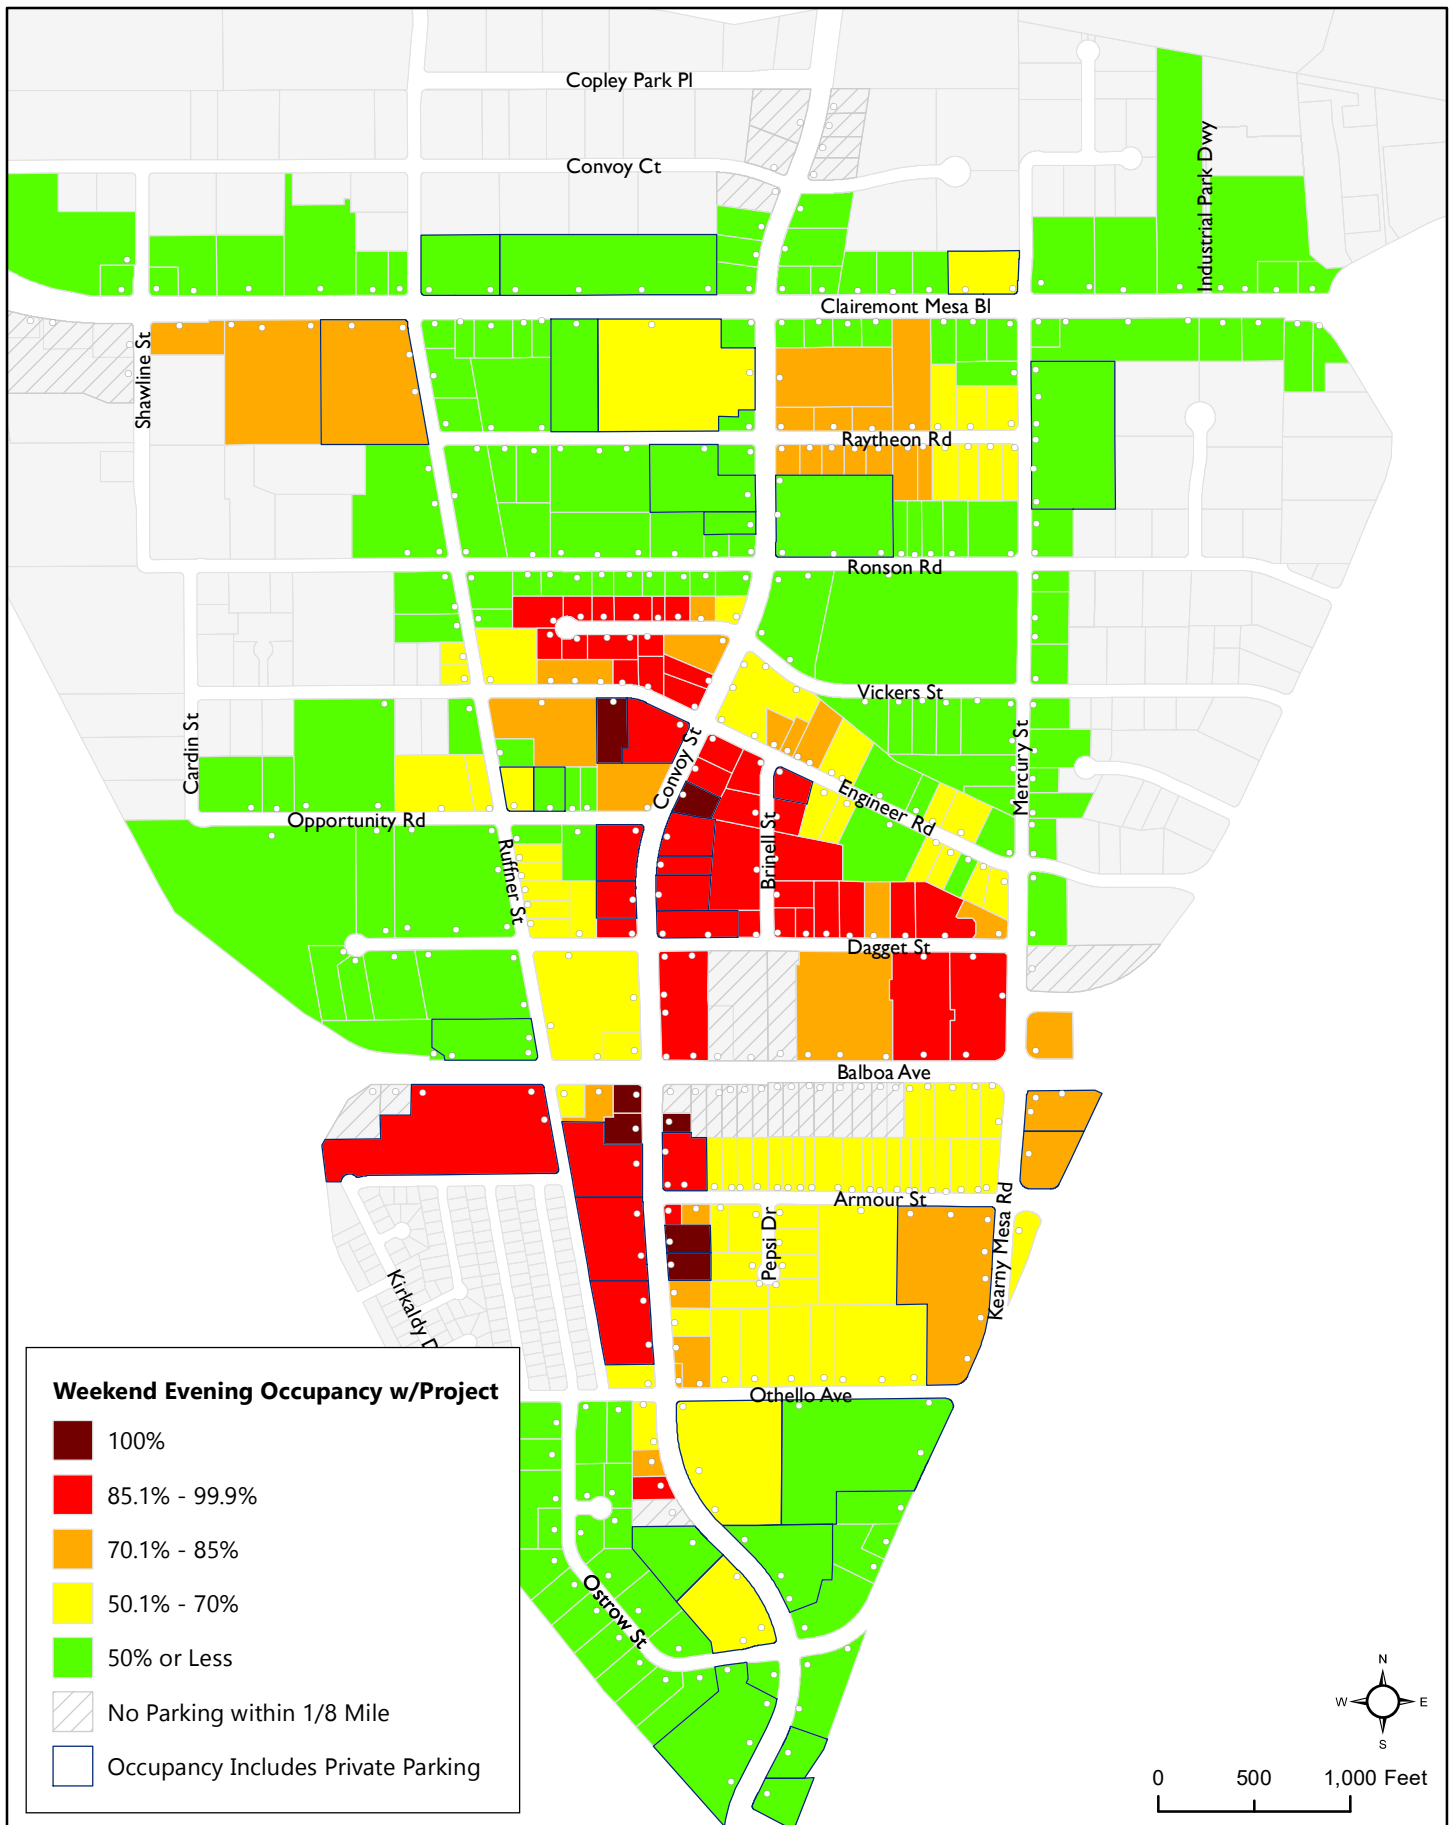 Copley Park Pl
Convoy Ct
Industrial Park Dwy
Clairemont Mesa Bl
Shawline St
Raytheon Rd
Ronson Rd
Vickers St
Cardin St
Convoy St
Mercury St
Engineer Rd
Opportunity Rd
Brinell St
Ruffner St
Dagget St
Balboa Ave
Armour St
Pepsi Dr
Kearny Mesa Rd
Kirkaldy D
Othello Ave
Ostrow St
Weekend Evening Occupancy w/Project
100%
85.1% - 99.9%
70.1% - 85%
50.1% - 70%
50% or Less
No Parking within 1/8 Mile
Occupancy Includes Private Parking
N
W E
S
0 500 1,000 Feet